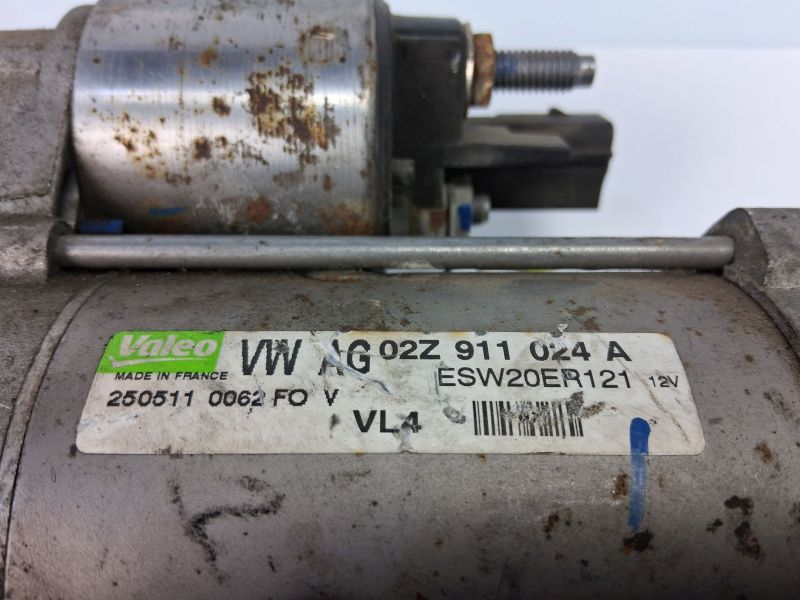 Valeo VW AG 02Z 911 024 A
MADE IN FRANCE ESW20ER121 12V
250511 0062 FO V
VL4